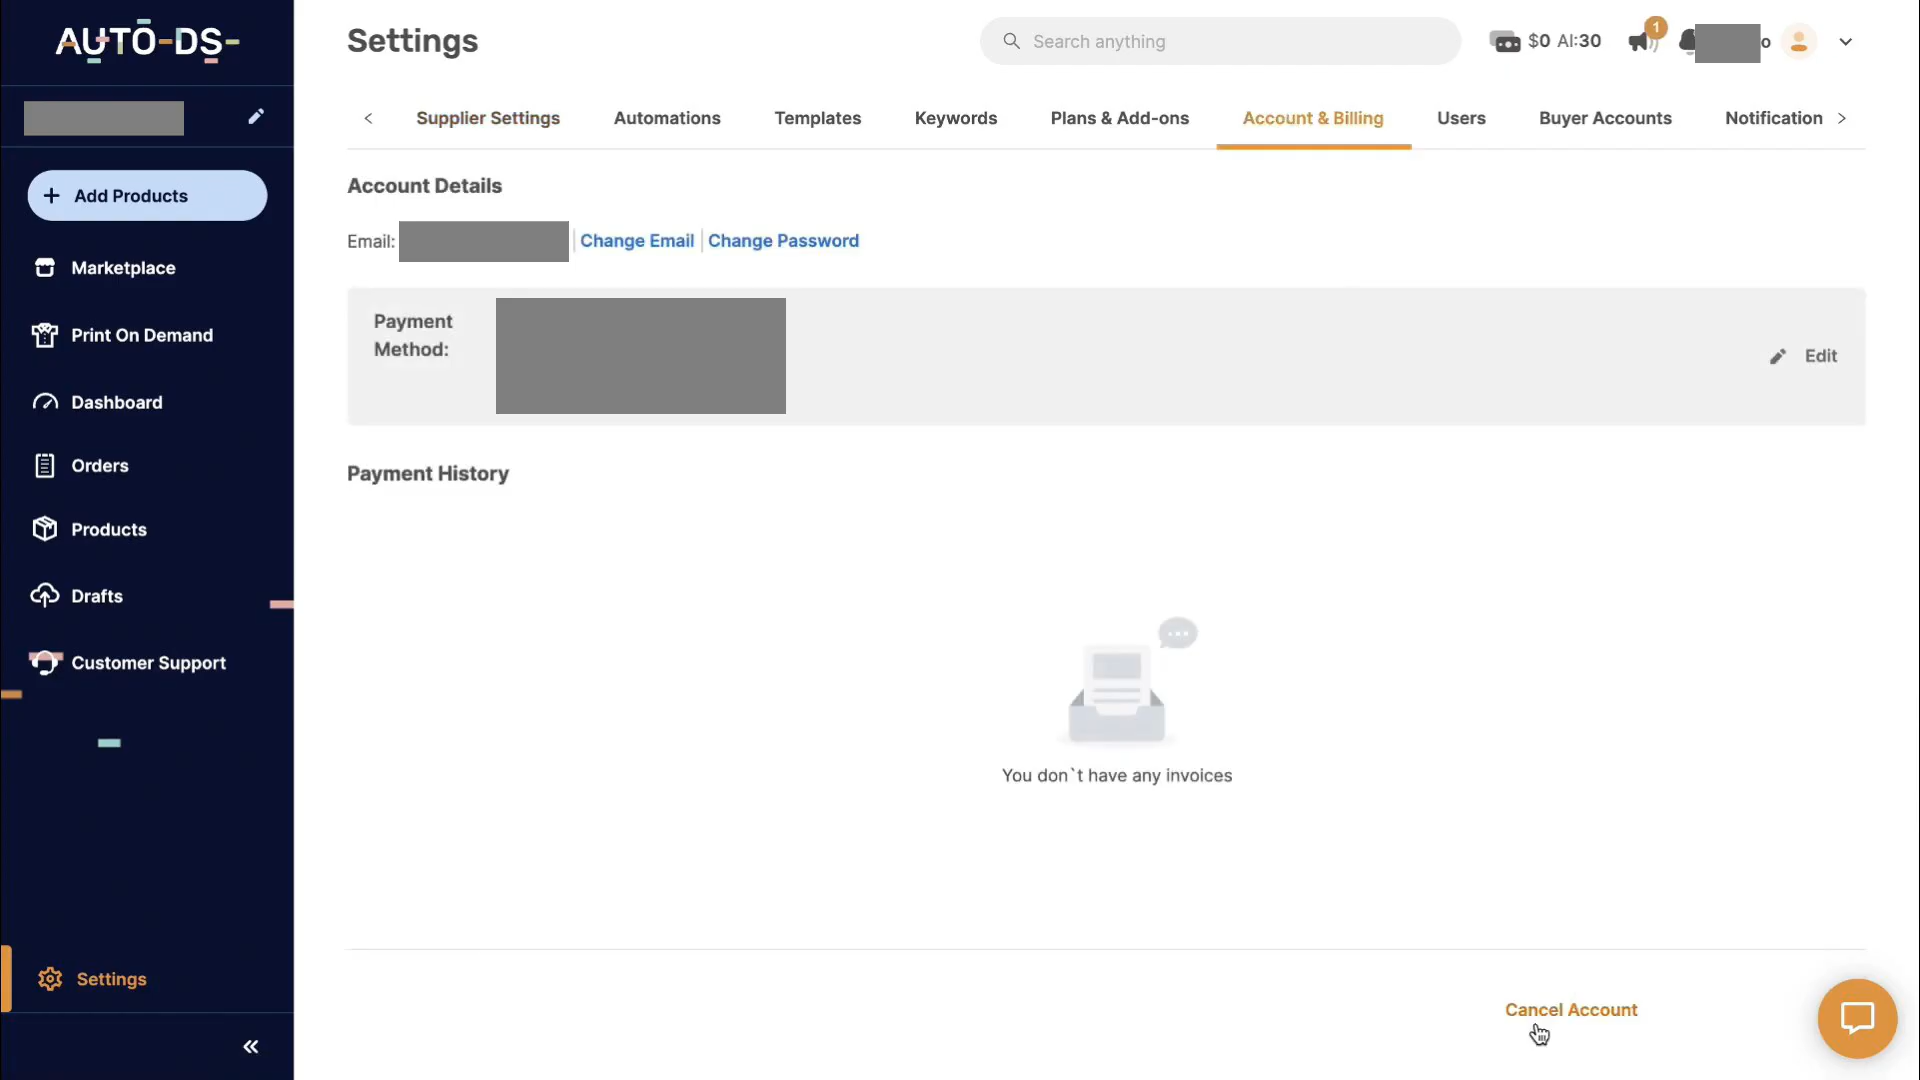 AUTO-DS-
Settings
Search anything
$0 AI:30
1
o
Supplier Settings
Automations
Templates
Keywords
Plans & Add-ons
Account & Billing
Users
Buyer Accounts
Notification
Add Products
Marketplace
Print On Demand
Dashboard
Orders
Products
Drafts
Customer Support
Settings
Account Details
Email:
Change Email
Change Password
Payment
Method:
Edit
Payment History
You don`t have any invoices
Cancel Account